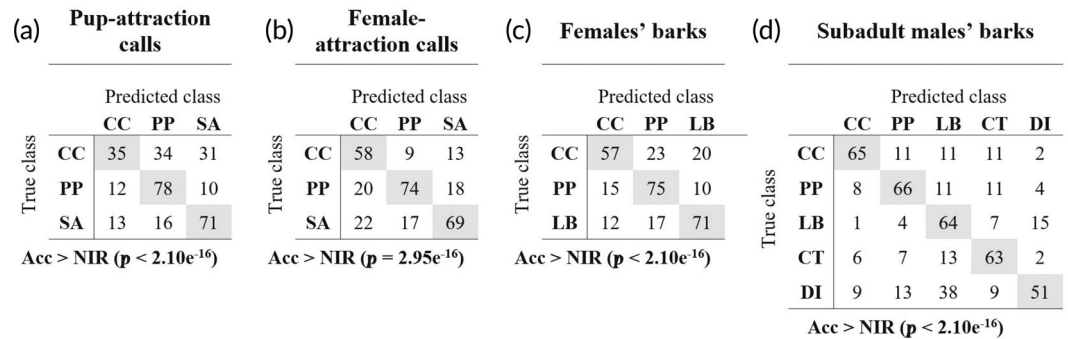 (a) Pup-attraction calls
Predicted class
CC PP SA
True class
CC 35 34 31
PP 12 78 10
SA 13 16 71
Acc > NIR (p < 2.10e-16)
(b) Female-attraction calls
Predicted class
CC PP SA
True class
CC 58 9 13
PP 20 74 18
SA 22 17 69
Acc > NIR (p = 2.95e-16)
(c) Females’ barks
Predicted class
CC PP LB
True class
CC 57 23 20
PP 15 75 10
LB 12 17 71
Acc > NIR (p < 2.10e-16)
(d) Subadult males’ barks
Predicted class
CC PP LB CT DI
True class
CC 65 11 11 11 2
PP 8 66 11 11 4
LB 1 4 64 7 15
CT 6 7 13 63 2
DI 9 13 38 9 51
Acc > NIR (p < 2.10e-16)